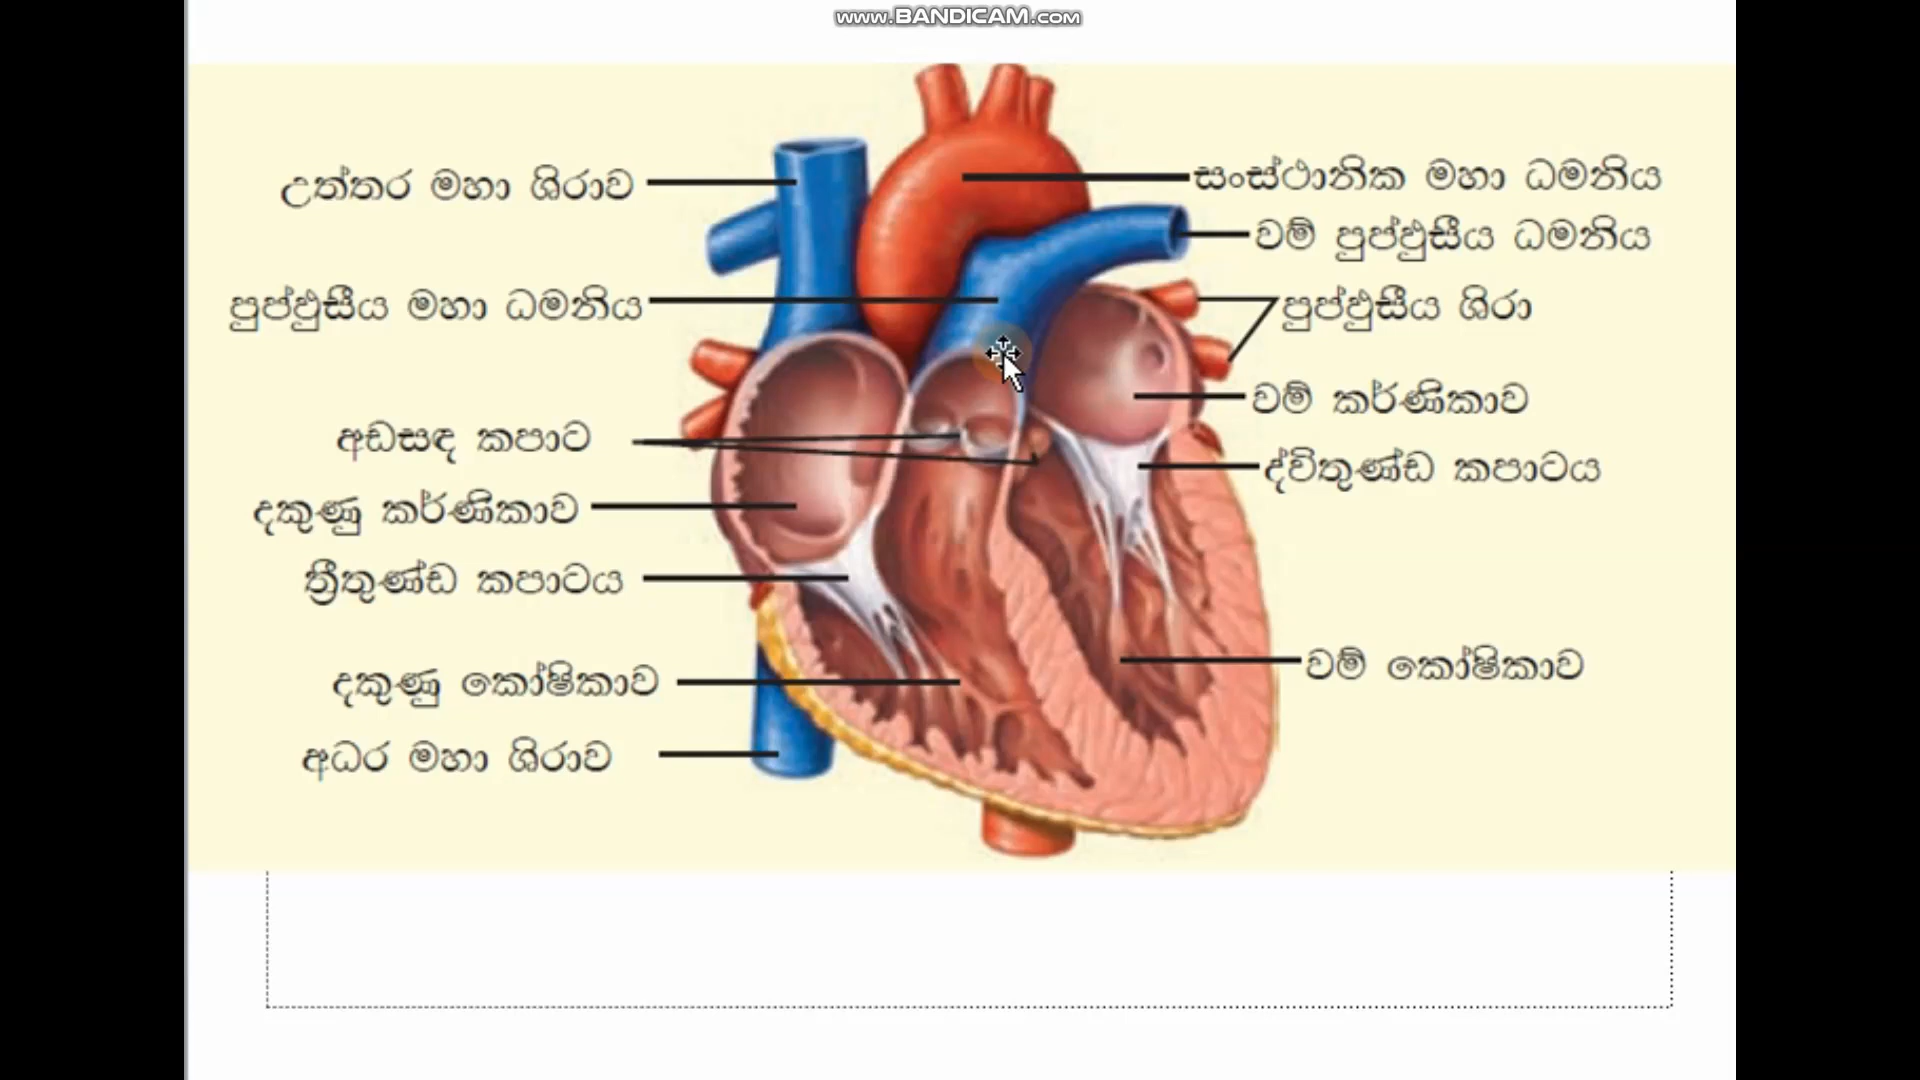 www.BANDICAM.com
උත්තර මහා ශිරාව
පුප්ඵුසීය මහා ධමනිය
අඩසඳ කපාට
දකුණු කර්ණිකාව
ත්‍රීතුණ්ඩ කපාටය
දකුණු කෝෂිකාව
අධර මහා ශිරාව
සංස්ථානික මහා ධමනිය
වම් පුප්ඵුසීය ධමනිය
පුප්ඵුසීය ශිරා
වම් කර්ණිකාව
ද්විතුණ්ඩ කපාටය
වම් කෝෂිකාව